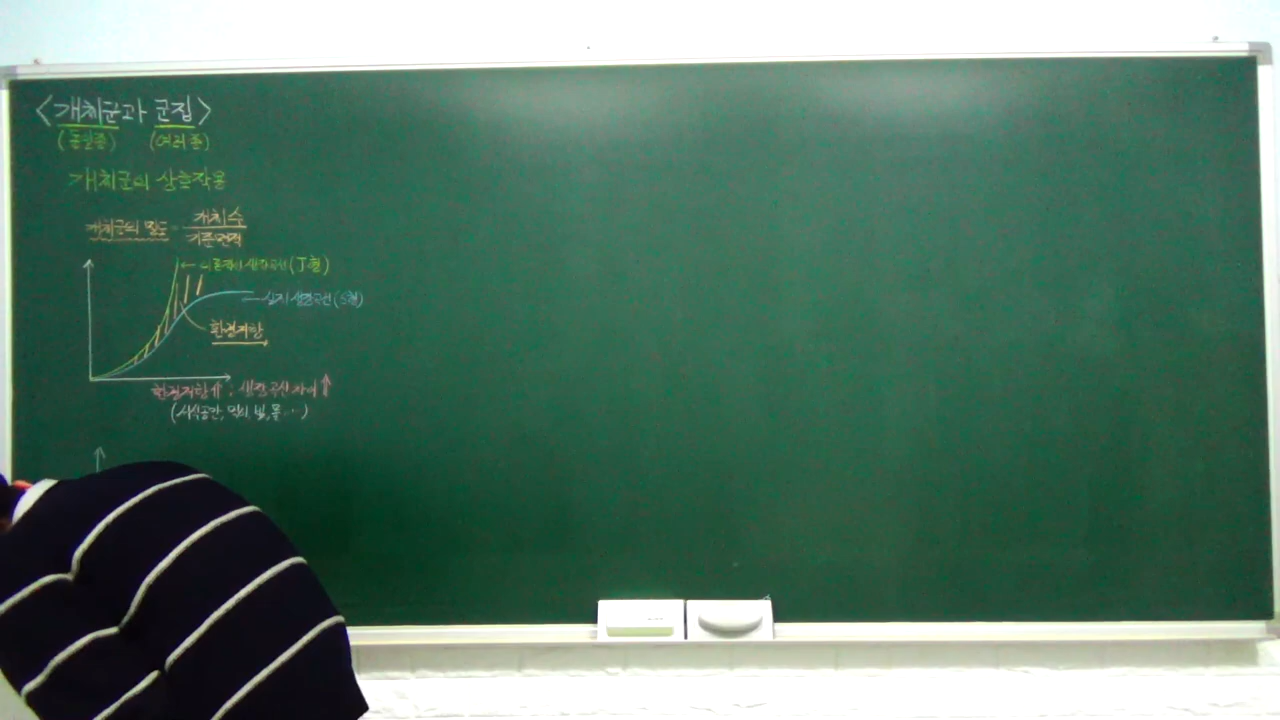 <개체군과 군집>
(동일종) (여러 종)
개체군의 상호작용
개체군의 밀도 = 개체수 / 기준면적
← 이론적인 생장곡선 (J형)
실제 생장곡선 (S형)
환경저항
환경저항↑ : 생장곡선 차이↑
(서식공간, 먹이, 빛, 물 …)